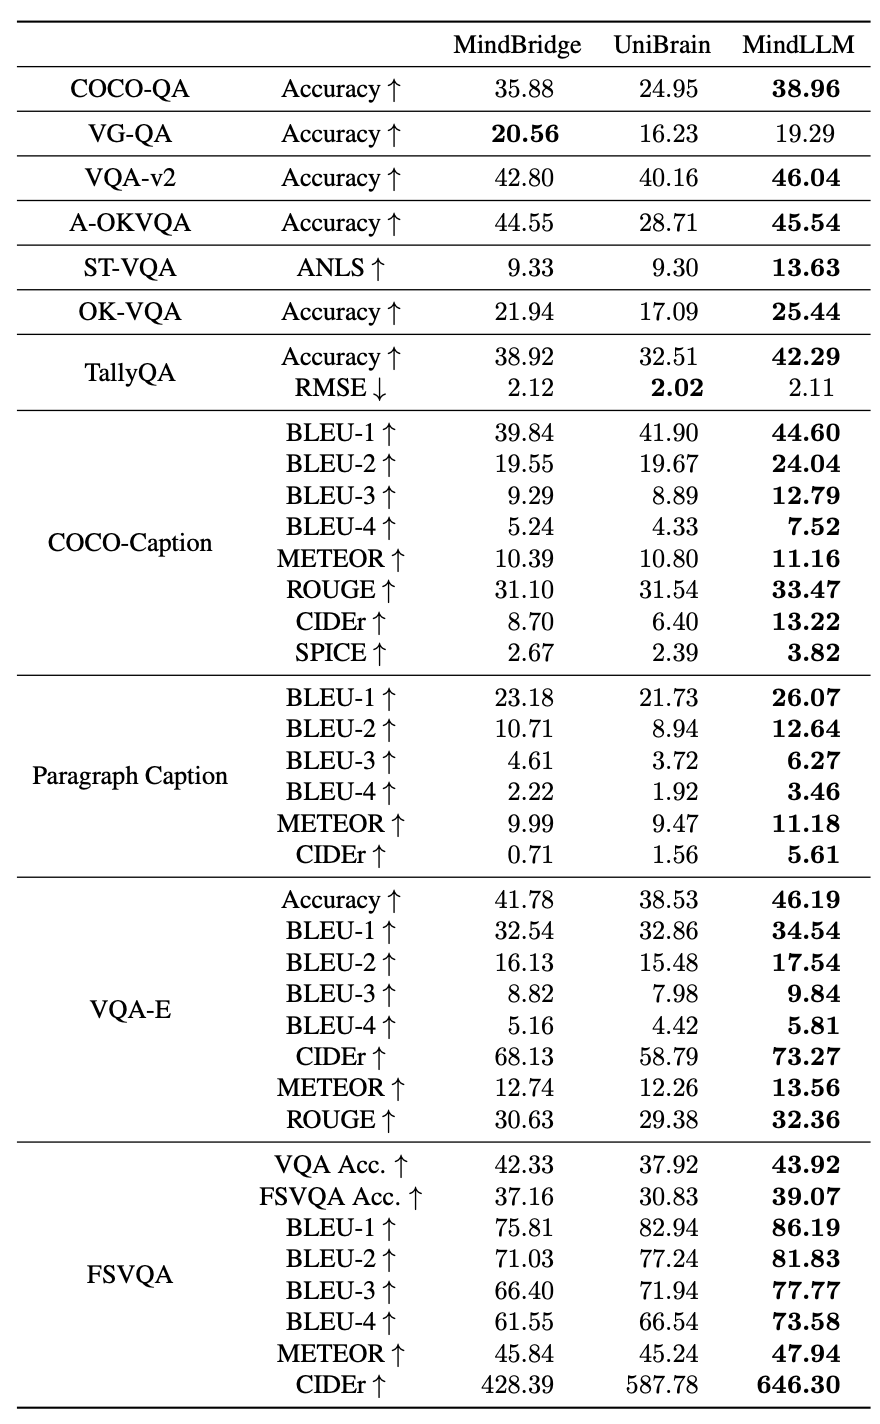 MindBridge UniBrain MindLLM
COCO-QA Accuracy ↑ 35.88 24.95 38.96
VG-QA Accuracy ↑ 20.56 16.23 19.29
VQA-v2 Accuracy ↑ 42.80 40.16 46.04
A-OKVQA Accuracy ↑ 44.55 28.71 45.54
ST-VQA ANLS ↑ 9.33 9.30 13.63
OK-VQA Accuracy ↑ 21.94 17.09 25.44
TallyQA
Accuracy ↑ 38.92 32.51 42.29
RMSE ↓ 2.12 2.02 2.11
COCO-Caption
BLEU-1 ↑ 39.84 41.90 44.60
BLEU-2 ↑ 19.55 19.67 24.04
BLEU-3 ↑ 9.29 8.89 12.79
BLEU-4 ↑ 5.24 4.33 7.52
METEOR ↑ 10.39 10.80 11.16
ROUGE ↑ 31.10 31.54 33.47
CIDEr ↑ 8.70 6.40 13.22
SPICE ↑ 2.67 2.39 3.82
Paragraph Caption
BLEU-1 ↑ 23.18 21.73 26.07
BLEU-2 ↑ 10.71 8.94 12.64
BLEU-3 ↑ 4.61 3.72 6.27
BLEU-4 ↑ 2.22 1.92 3.46
METEOR ↑ 9.99 9.47 11.18
CIDEr ↑ 0.71 1.56 5.61
VQA-E
Accuracy ↑ 41.78 38.53 46.19
BLEU-1 ↑ 32.54 32.86 34.54
BLEU-2 ↑ 16.13 15.48 17.54
BLEU-3 ↑ 8.82 7.98 9.84
BLEU-4 ↑ 5.16 4.42 5.81
CIDEr ↑ 68.13 58.79 73.27
METEOR ↑ 12.74 12.26 13.56
ROUGE ↑ 30.63 29.38 32.36
FSVQA
VQA Acc. ↑ 42.33 37.92 43.92
FSVQA Acc. ↑ 37.16 30.83 39.07
BLEU-1 ↑ 75.81 82.94 86.19
BLEU-2 ↑ 71.03 77.24 81.83
BLEU-3 ↑ 66.40 71.94 77.77
BLEU-4 ↑ 61.55 66.54 73.58
METEOR ↑ 45.84 45.24 47.94
CIDEr ↑ 428.39 587.78 646.30